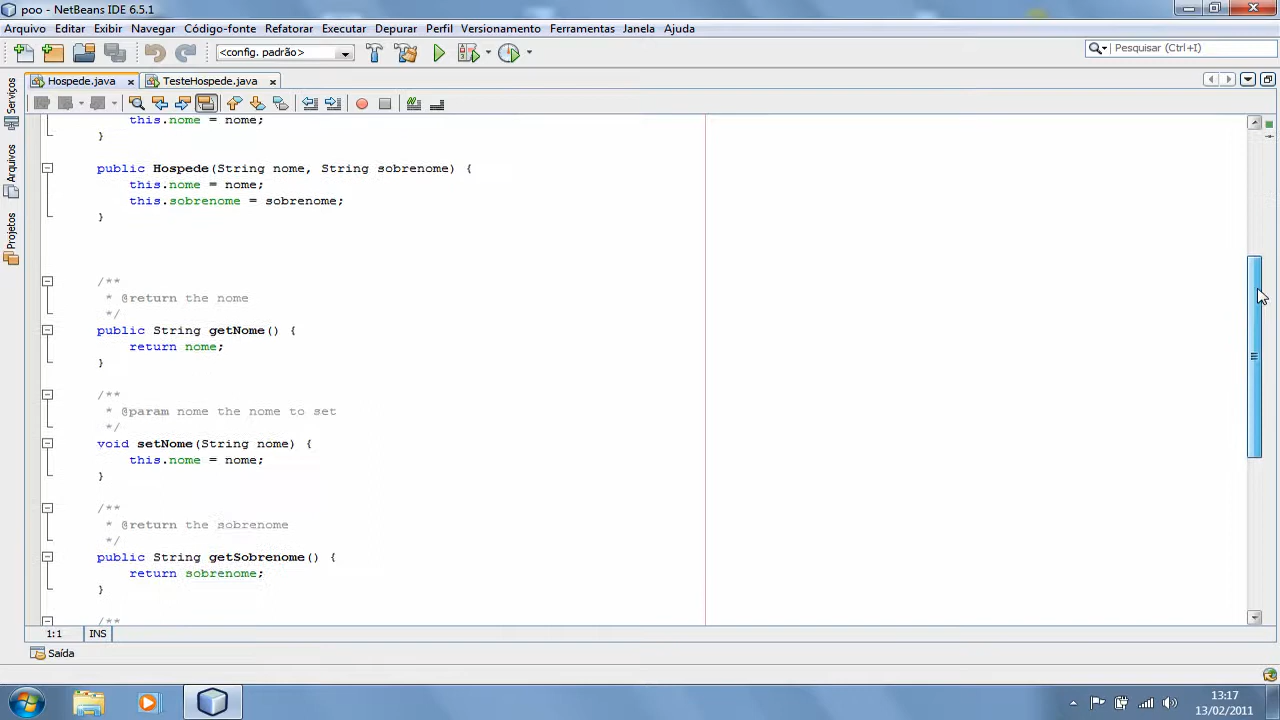 poo - NetBeans IDE 6.5.1
Arquivo Editar Exibir Navegar Código-fonte Refatorar Executar Depurar Perfil Versionamento Ferramentas Janela Ajuda
<config. padrão>
Pesquisar (Ctrl+I)
Hospede.java TesteHospede.java
Serviços
Arquivos
Projetos
this.nome = nome;
}
public Hospede(String nome, String sobrenome) {
this.nome = nome;
this.sobrenome = sobrenome;
}
/**
* @return the nome
*/
public String getNome() {
return nome;
}
/**
* @param nome the nome to set
*/
void setNome(String nome) {
this.nome = nome;
}
/**
* @return the sobrenome
*/
public String getSobrenome() {
return sobrenome;
}
/**
1:1 INS
Saída
13:17
13/02/2011